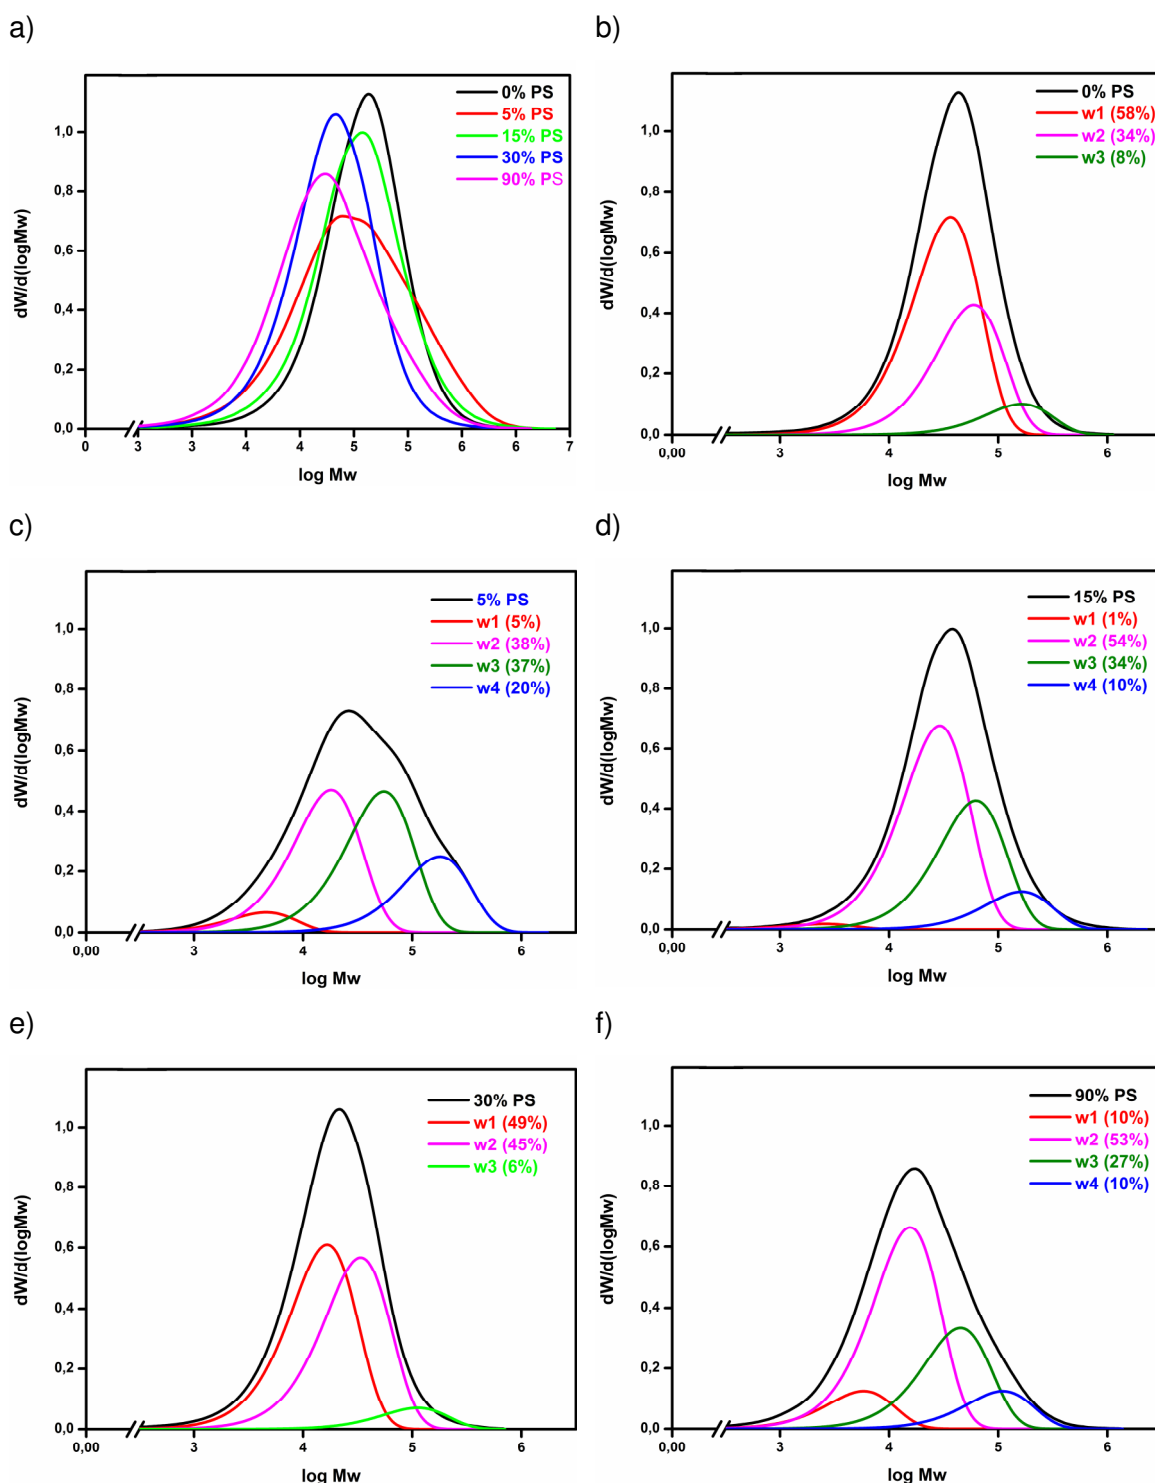 a)
0% PS
5% PS
15% PS
30% PS
90% PS
1,0
0,8
0,6
0,4
0,2
0,0
dW/d(logMw)
0 3 3 4 4 5 5 6 6 7
log Mw
b)
0% PS
w1 (58%)
w2 (34%)
w3 (8%)
1,0
0,8
0,6
0,4
0,2
0,0
dW/d(logMw)
0,00 3 4 5 6
log Mw
c)
5% PS
w1 (5%)
w2 (38%)
w3 (37%)
w4 (20%)
1,0
0,8
0,6
0,4
0,2
0,0
dW/d(logMw)
0,00 3 4 5 6
log Mw
d)
15% PS
w1 (1%)
w2 (54%)
w3 (34%)
w4 (10%)
1,0
0,8
0,6
0,4
0,2
0,0
dW/d(logMw)
0,00 3 4 5 6
log Mw
e)
30% PS
w1 (49%)
w2 (45%)
w3 (6%)
1,0
0,8
0,6
0,4
0,2
0,0
dW/d(logMw)
0,00 3 4 5 6
log Mw
f)
90% PS
w1 (10%)
w2 (53%)
w3 (27%)
w4 (10%)
1,0
0,8
0,6
0,4
0,2
0,0
dW/d(logMw)
0,00 3 4 5 6
log Mw